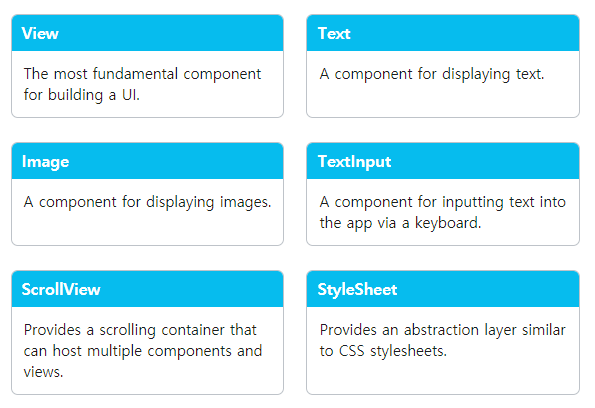 View
The most fundamental component
for building a UI.
Text
A component for displaying text.
Image
A component for displaying images.
TextInput
A component for inputting text into
the app via a keyboard.
ScrollView
Provides a scrolling container that
can host multiple components and
views.
StyleSheet
Provides an abstraction layer similar
to CSS stylesheets.